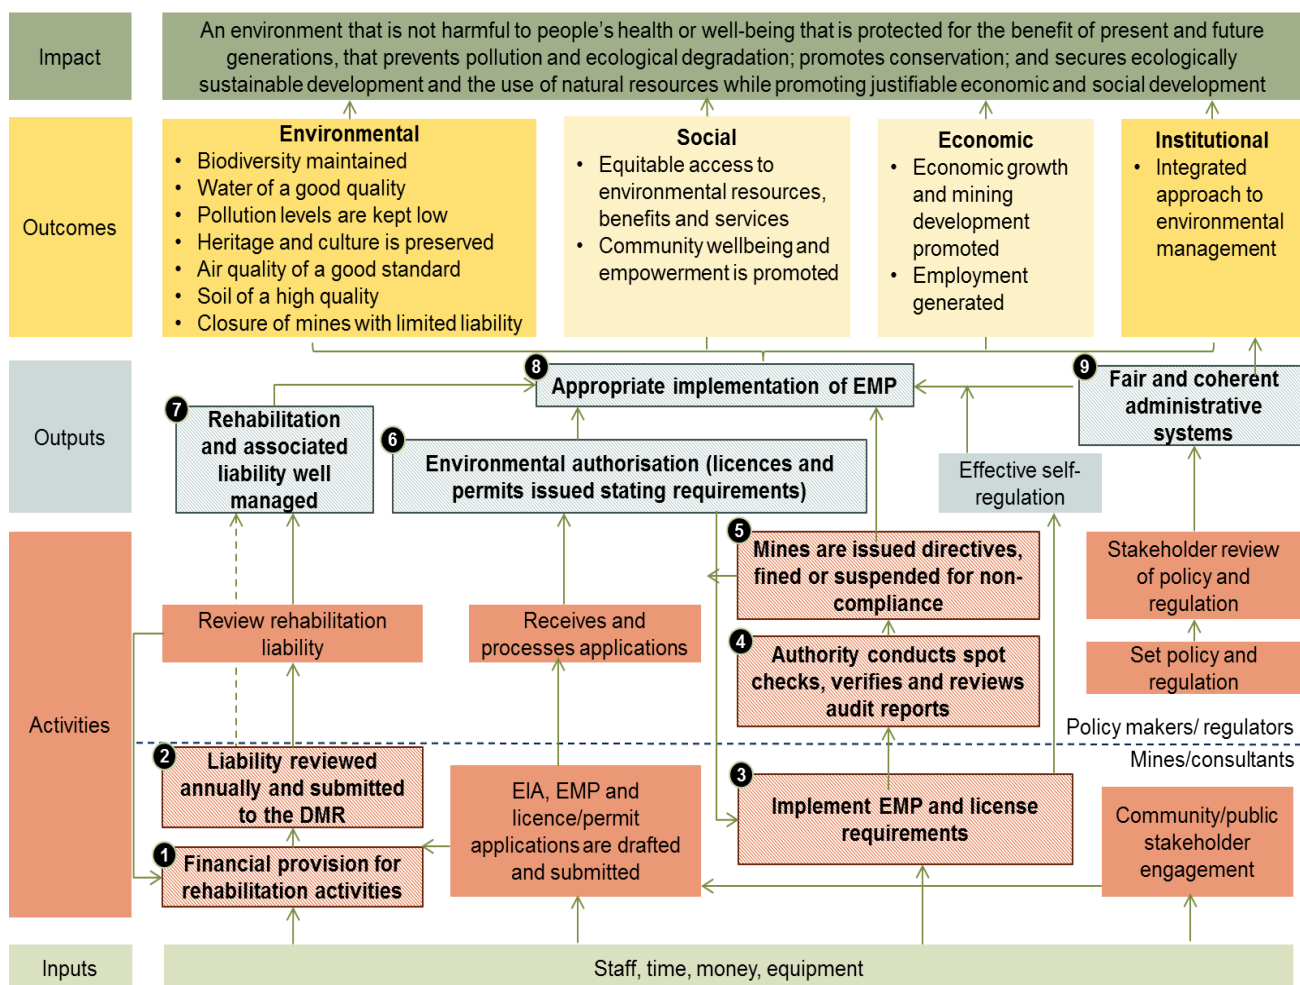 Impact
An environment that is not harmful to people's health or well-being that is protected for the benefit of present and future
generations, that prevents pollution and ecological degradation; promotes conservation; and secures ecologically
sustainable development and the use of natural resources while promoting justifiable economic and social development
Outcomes
Environmental
• Biodiversity maintained
• Water of a good quality
• Pollution levels are kept low
• Heritage and culture is preserved
• Air quality of a good standard
• Soil of a high quality
• Closure of mines with limited liability
Social
• Equitable access to
environmental resources,
benefits and services
• Community wellbeing and
empowerment is promoted
Economic
• Economic growth
and mining
development
promoted
• Employment
generated
Institutional
• Integrated
approach to
environmental
management
Outputs
7
Rehabilitation
and associated
liability well
managed
8
Appropriate implementation of EMP
6
Environmental authorisation (licences and
permits issued stating requirements)
Effective self-
regulation
9
Fair and coherent
administrative
systems
Activities
Review rehabilitation
liability
Receives and
processes applications
5
Mines are issued directives,
fined or suspended for non-
compliance
4
Authority conducts spot
checks, verifies and reviews
audit reports
Stakeholder review
of policy and
regulation
Set policy and
regulation
Policy makers/ regulators
Mines/consultants
2
Liability reviewed
annually and submitted
to the DMR
1
Financial provision for
rehabilitation activities
EIA, EMP and
licence/permit
applications are drafted
and submitted
3
Implement EMP and license
requirements
Community/public
stakeholder
engagement
Inputs
Staff, time, money, equipment